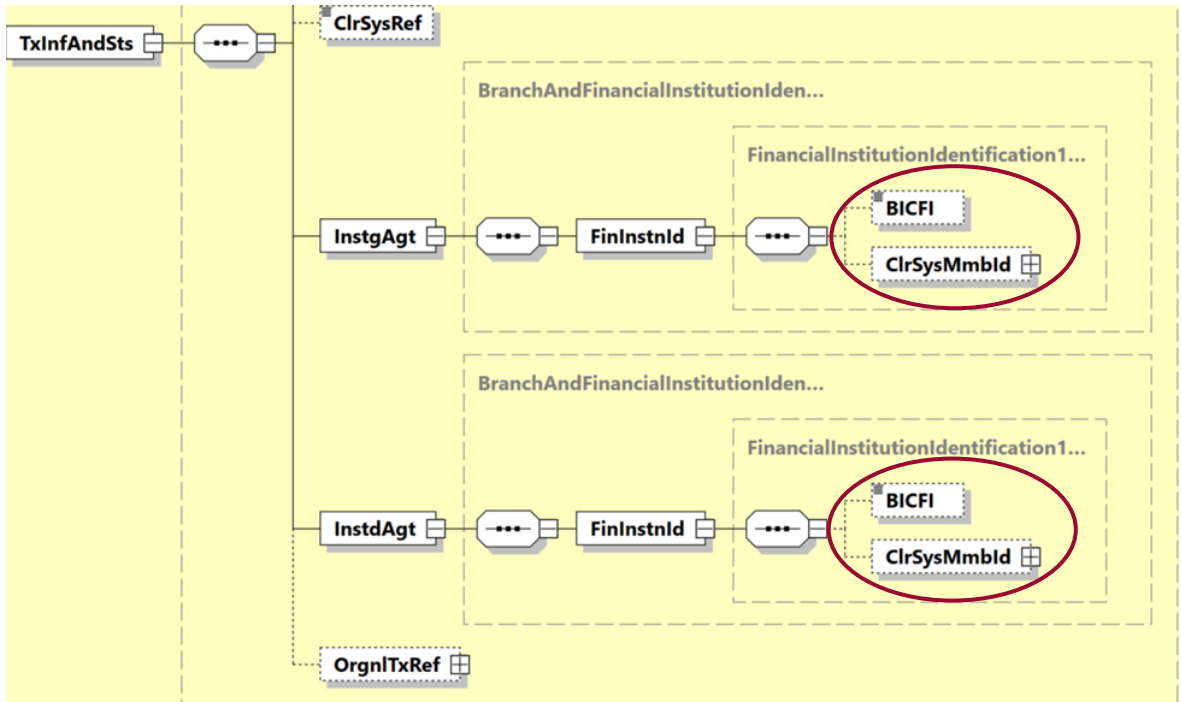 ClrSysRef
TxInfAndSts
BranchAndFinancialInstitutionIden...
FinancialInstitutionIdentification1...
BICFI
InstgAgt
FinInstnId
ClrSysMmbId
BranchAndFinancialInstitutionIden...
FinancialInstitutionIdentification1...
BICFI
InstdAgt
FinInstnId
ClrSysMmbId
OrgnlTxRef